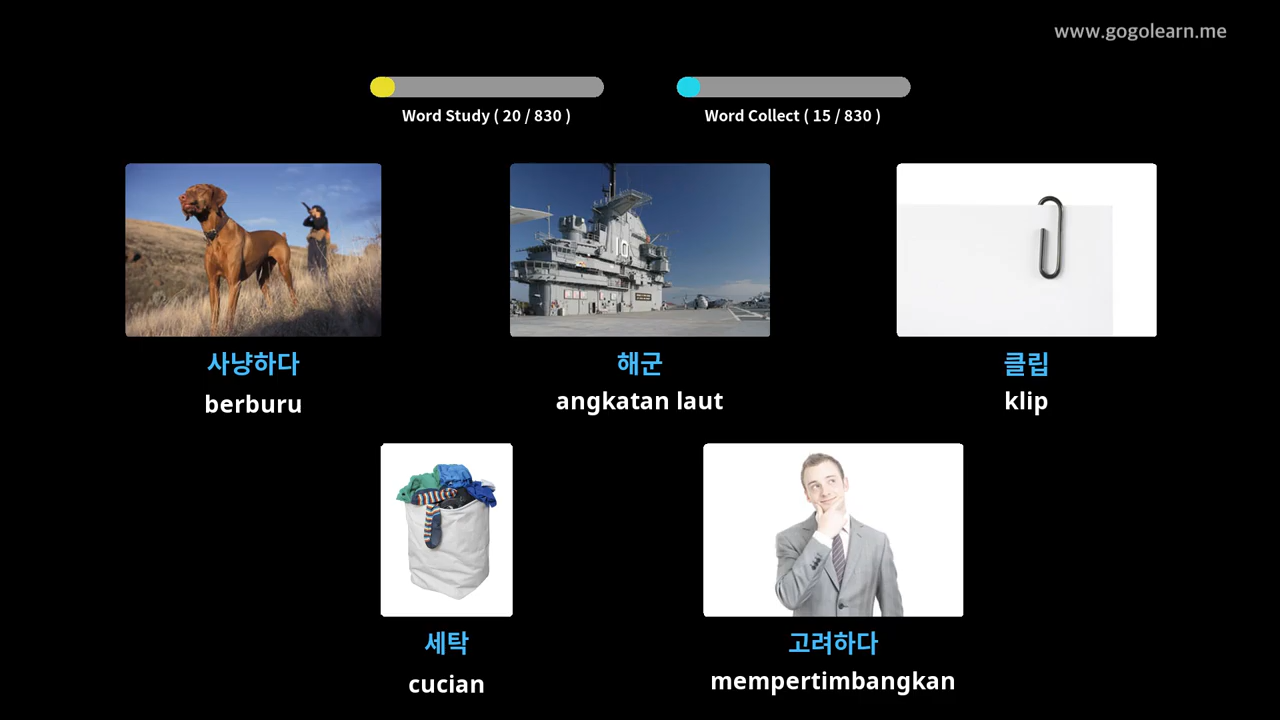 www.gogolearn.me
Word Study ( 20 / 830 )
Word Collect ( 15 / 830 )
10
사냥하다
berburu
해군
angkatan laut
클립
klip
세탁
cucian
고려하다
mempertimbangkan